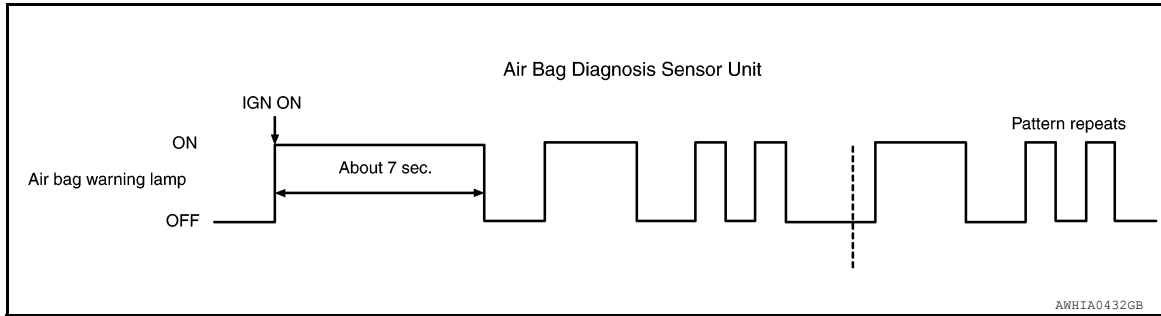 Air Bag Diagnosis Sensor Unit
IGN ON
Pattern repeats
ON
About 7 sec.
Air bag warning lamp
OFF
AWHIA0432GB